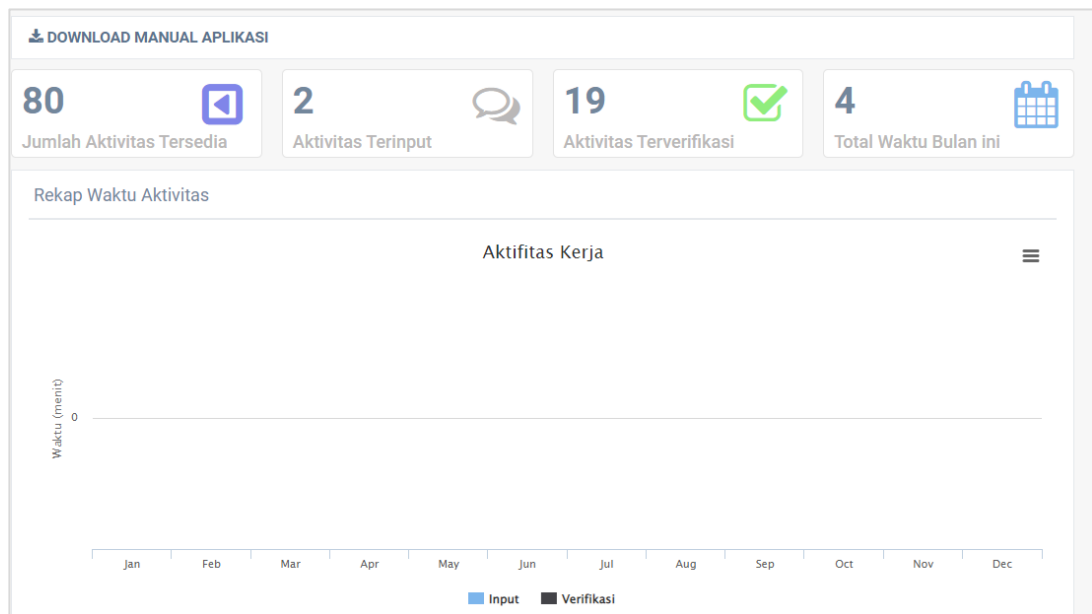 DOWNLOAD MANUAL APLIKASI
80
Jumlah Aktivitas Tersedia
2
Aktivitas Terinput
19
Aktivitas Terverifikasi
4
Total Waktu Bulan ini
Rekap Waktu Aktivitas
Aktifitas Kerja
Waktu (menit)
0
Jan Feb Mar Apr May Jun Jul Aug Sep Oct Nov Dec
Input Verifikasi